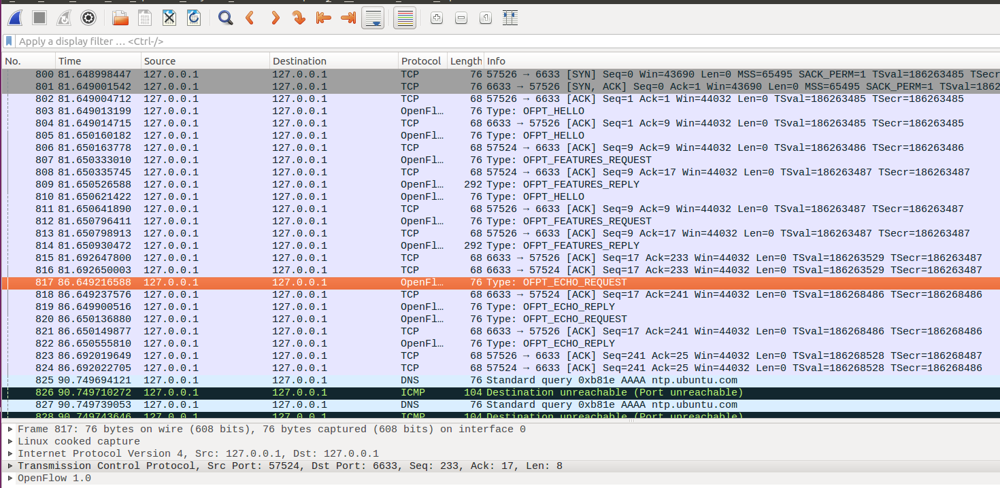 Apply a display filter … <Ctrl-/>
No. Time Source Destination Protocol Length Info
800 81.648998447 127.0.0.1 127.0.0.1 TCP 76 57526 → 6633 [SYN] Seq=0 Win=43690 Len=0 MSS=65495 SACK_PERM=1 TSval=186263485 TSecr
801 81.649001542 127.0.0.1 127.0.0.1 TCP 76 6633 → 57526 [SYN, ACK] Seq=0 Ack=1 Win=43690 Len=0 MSS=65495 SACK_PERM=1 TSval=1862
802 81.649004712 127.0.0.1 127.0.0.1 TCP 68 57526 → 6633 [ACK] Seq=1 Ack=1 Win=44032 Len=0 TSval=186263485 TSecr=186263485
803 81.649013199 127.0.0.1 127.0.0.1 OpenFl… 76 Type: OFPT_HELLO
804 81.649014715 127.0.0.1 127.0.0.1 TCP 68 6633 → 57526 [ACK] Seq=1 Ack=9 Win=44032 Len=0 TSval=186263485 TSecr=186263485
805 81.650160182 127.0.0.1 127.0.0.1 OpenFl… 76 Type: OFPT_HELLO
806 81.650163778 127.0.0.1 127.0.0.1 TCP 68 57524 → 6633 [ACK] Seq=9 Ack=9 Win=44032 Len=0 TSval=186263486 TSecr=186263486
807 81.650333010 127.0.0.1 127.0.0.1 OpenFl… 76 Type: OFPT_FEATURES_REQUEST
808 81.650335745 127.0.0.1 127.0.0.1 TCP 68 57524 → 6633 [ACK] Seq=9 Ack=17 Win=44032 Len=0 TSval=186263487 TSecr=186263487
809 81.650526588 127.0.0.1 127.0.0.1 OpenFl… 292 Type: OFPT_FEATURES_REPLY
810 81.650621422 127.0.0.1 127.0.0.1 OpenFl… 76 Type: OFPT_HELLO
811 81.650641890 127.0.0.1 127.0.0.1 TCP 68 57526 → 6633 [ACK] Seq=9 Ack=9 Win=44032 Len=0 TSval=186263487 TSecr=186263487
812 81.650796411 127.0.0.1 127.0.0.1 OpenFl… 76 Type: OFPT_FEATURES_REQUEST
813 81.650798913 127.0.0.1 127.0.0.1 TCP 68 57526 → 6633 [ACK] Seq=9 Ack=17 Win=44032 Len=0 TSval=186263487 TSecr=186263487
814 81.650930472 127.0.0.1 127.0.0.1 OpenFl… 292 Type: OFPT_FEATURES_REPLY
815 81.692647800 127.0.0.1 127.0.0.1 TCP 68 6633 → 57526 [ACK] Seq=17 Ack=233 Win=44032 Len=0 TSval=186263529 TSecr=186263487
816 81.692650003 127.0.0.1 127.0.0.1 TCP 68 6633 → 57524 [ACK] Seq=17 Ack=233 Win=44032 Len=0 TSval=186263529 TSecr=186263487
817 86.649216588 127.0.0.1 127.0.0.1 OpenFl… 76 Type: OFPT_ECHO_REQUEST
818 86.649237576 127.0.0.1 127.0.0.1 TCP 68 6633 → 57524 [ACK] Seq=17 Ack=241 Win=44032 Len=0 TSval=186268486 TSecr=186268486
819 86.649900516 127.0.0.1 127.0.0.1 OpenFl… 76 Type: OFPT_ECHO_REPLY
820 86.650136880 127.0.0.1 127.0.0.1 OpenFl… 76 Type: OFPT_ECHO_REQUEST
821 86.650149877 127.0.0.1 127.0.0.1 TCP 68 6633 → 57526 [ACK] Seq=17 Ack=241 Win=44032 Len=0 TSval=186268486 TSecr=186268486
822 86.650555810 127.0.0.1 127.0.0.1 OpenFl… 76 Type: OFPT_ECHO_REPLY
823 86.692019649 127.0.0.1 127.0.0.1 TCP 68 57526 → 6633 [ACK] Seq=241 Ack=25 Win=44032 Len=0 TSval=186268528 TSecr=186268487
824 86.692022705 127.0.0.1 127.0.0.1 TCP 68 57524 → 6633 [ACK] Seq=241 Ack=25 Win=44032 Len=0 TSval=186268528 TSecr=186268486
825 90.749694121 127.0.0.1 127.0.0.1 DNS 76 Standard query 0xb81e AAAA ntp.ubuntu.com
826 90.749710272 127.0.0.1 127.0.0.1 ICMP 104 Destination unreachable (Port unreachable)
827 90.749739053 127.0.0.1 127.0.0.1 DNS 76 Standard query 0xb81e AAAA ntp.ubuntu.com
828 90.749743646 127.0.0.1 127.0.0.1 ICMP 104 Destination unreachable (Port unreachable)
Frame 817: 76 bytes on wire (608 bits), 76 bytes captured (608 bits) on interface 0
Linux cooked capture
Internet Protocol Version 4, Src: 127.0.0.1, Dst: 127.0.0.1
Transmission Control Protocol, Src Port: 57524, Dst Port: 6633, Seq: 233, Ack: 17, Len: 8
OpenFlow 1.0